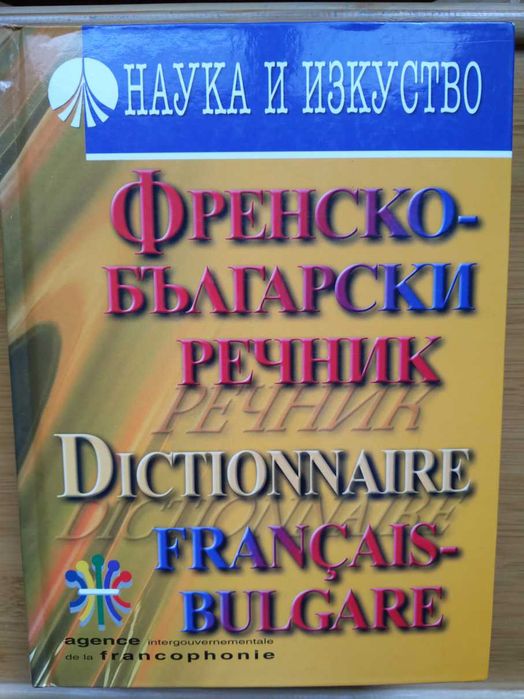 НАУКА И ИЗКУСТВО
ФРЕНСКО-
БЪЛГАРСКИ
РЕЧНИК
РЕЧНИК
DICTIONNAIRE
DICTIONNAIRE
FRANÇAIS-
BULGARE
agence intergouvernementale
de la francophonie